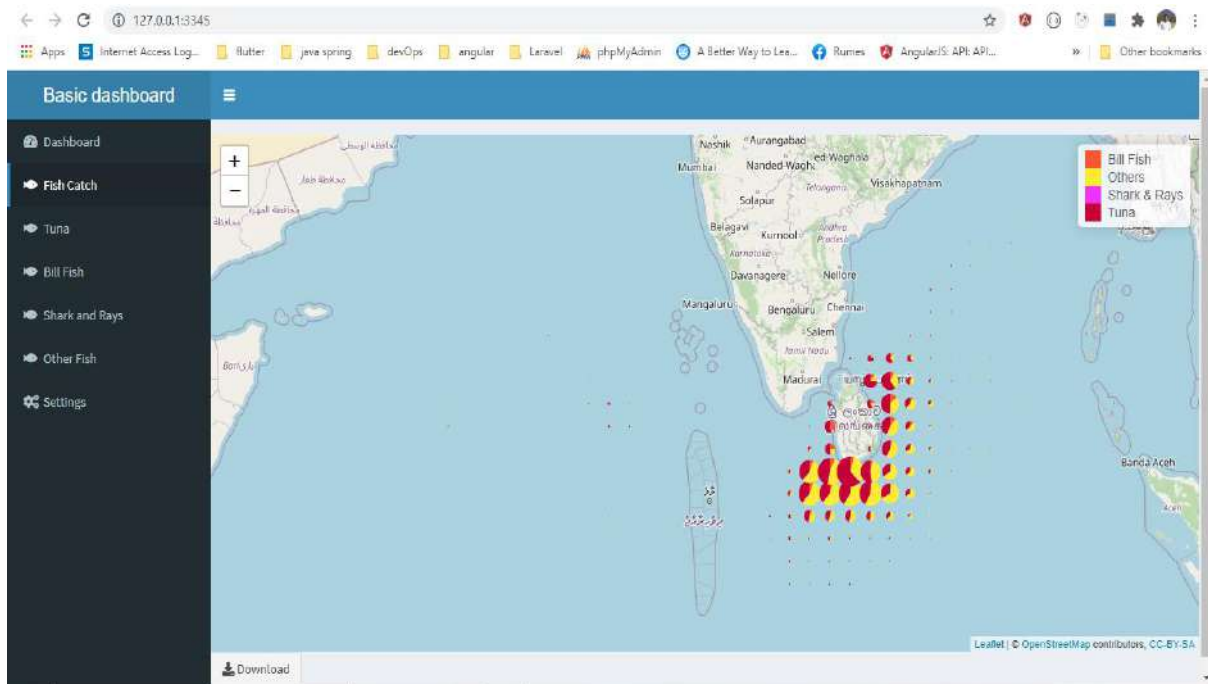 127.0.0.1:3345
Apps
Internet Access Log...
flutter
java spring
devOps
angular
Laravel
phpMyAdmin
A Better Way to Lea...
Rumes
AngularJS: API: API...
»
Other bookmarks
Basic dashboard
Dashboard
Fish Catch
Tuna
Bill Fish
Shark and Rays
Other Fish
Settings
+
−
Bill Fish
Others
Shark & Rays
Tuna
Nashik
Aurangabad
Mumbai
Nanded-Wagh
ed-Waghala
Telangana
Visakhapatnam
Solapur
Belagavi
Kurnool
Andhra
Pradesh
Karnataka
Davanagere
Nellore
Mangaluru
Bengaluru
Chennai
Salem
Tamil Nadu
Madurai
Banda Aceh
Aceh
Leaflet | © OpenStreetMap contributors, CC-BY-SA
Download